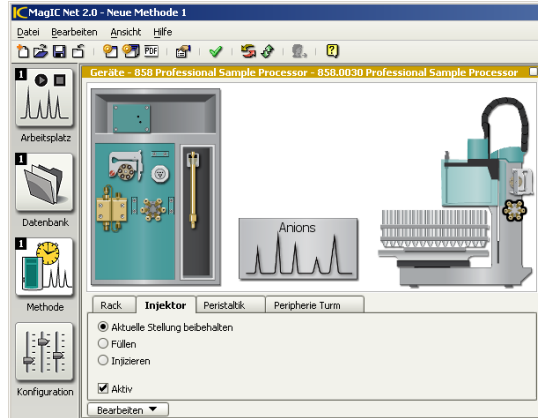 MagIC Net 2.0 - Neue Methode 1
Datei Bearbeiten Ansicht Hilfe
PDF
Geräte - 858 Professional Sample Processor - 858.0030 Professional Sample Processor
1
Arbeitsplatz
1
Datenbank
1
Methode
Konfiguration
Anions
Rack Injektor Peristaltik Peripherie Turm
Aktuelle Stellung beibehalten
Füllen
Injizieren
Aktiv
Bearbeiten